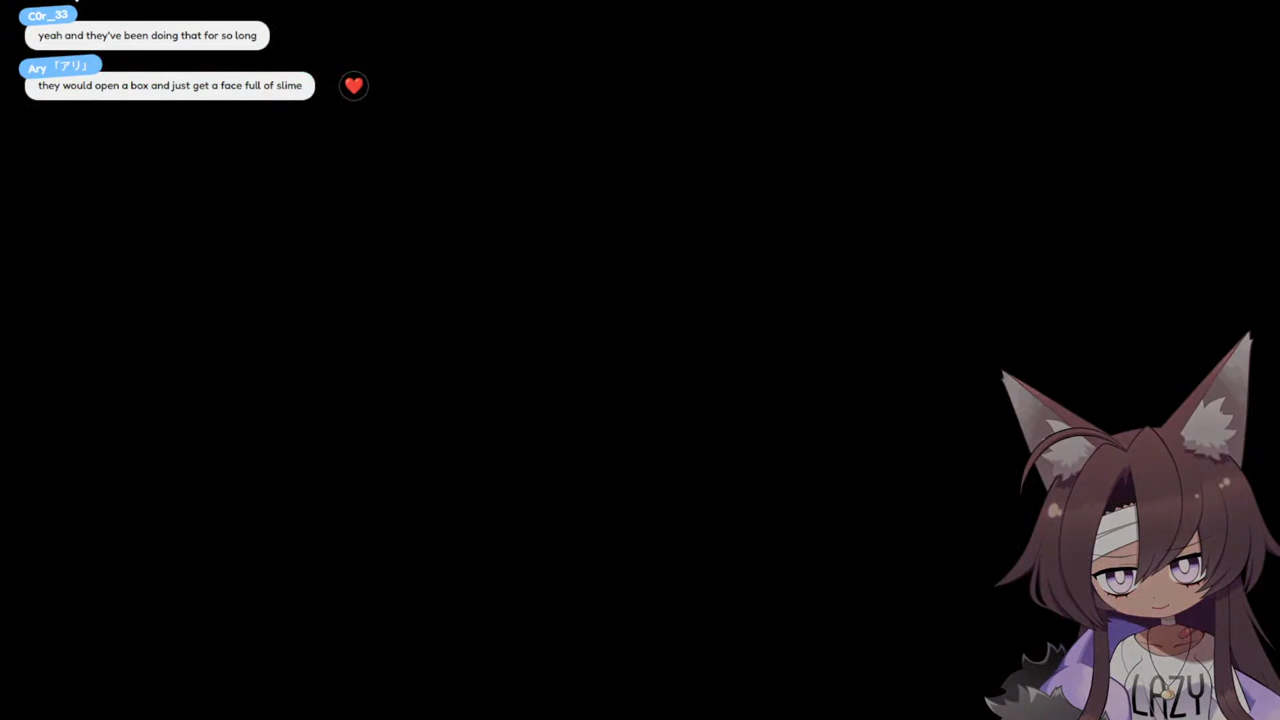 C0r_33
yeah and they've been doing that for so long
Ary「アリ」
they would open a box and just get a face full of slime
LAZY